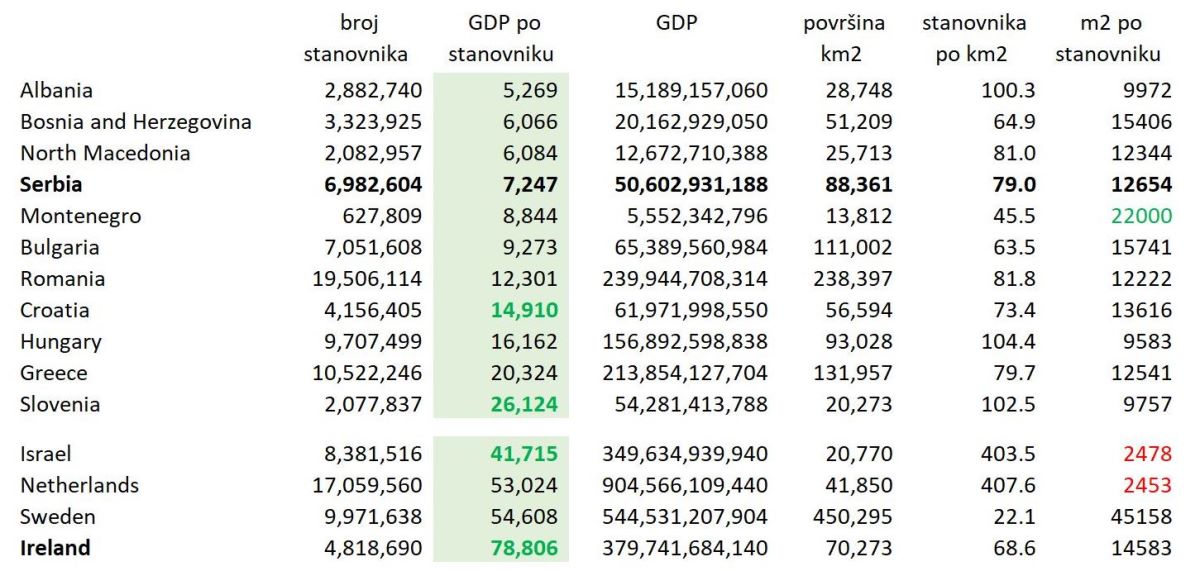 broj GDP po GDP površina stanovnika m2 po
stanovnika stanovniku km2 po km2 stanovniku
Albania 2,882,740 5,269 15,189,157,060 28,748 100.3 9972
Bosnia and Herzegovina 3,323,925 6,066 20,162,929,050 51,209 64.9 15406
North Macedonia 2,082,957 6,084 12,672,710,388 25,713 81.0 12344
Serbia 6,982,604 7,247 50,602,931,188 88,361 79.0 12654
Montenegro 627,809 8,844 5,552,342,796 13,812 45.5 22000
Bulgaria 7,051,608 9,273 65,389,560,984 111,002 63.5 15741
Romania 19,506,114 12,301 239,944,708,314 238,397 81.8 12222
Croatia 4,156,405 14,910 61,971,998,550 56,594 73.4 13616
Hungary 9,707,499 16,162 156,892,598,838 93,028 104.4 9583
Greece 10,522,246 20,324 213,854,127,704 131,957 79.7 12541
Slovenia 2,077,837 26,124 54,281,413,788 20,273 102.5 9757
Israel 8,381,516 41,715 349,634,939,940 20,770 403.5 2478
Netherlands 17,059,560 53,024 904,566,109,440 41,850 407.6 2453
Sweden 9,971,638 54,608 544,531,207,904 450,295 22.1 45158
Ireland 4,818,690 78,806 379,741,684,140 70,273 68.6 14583